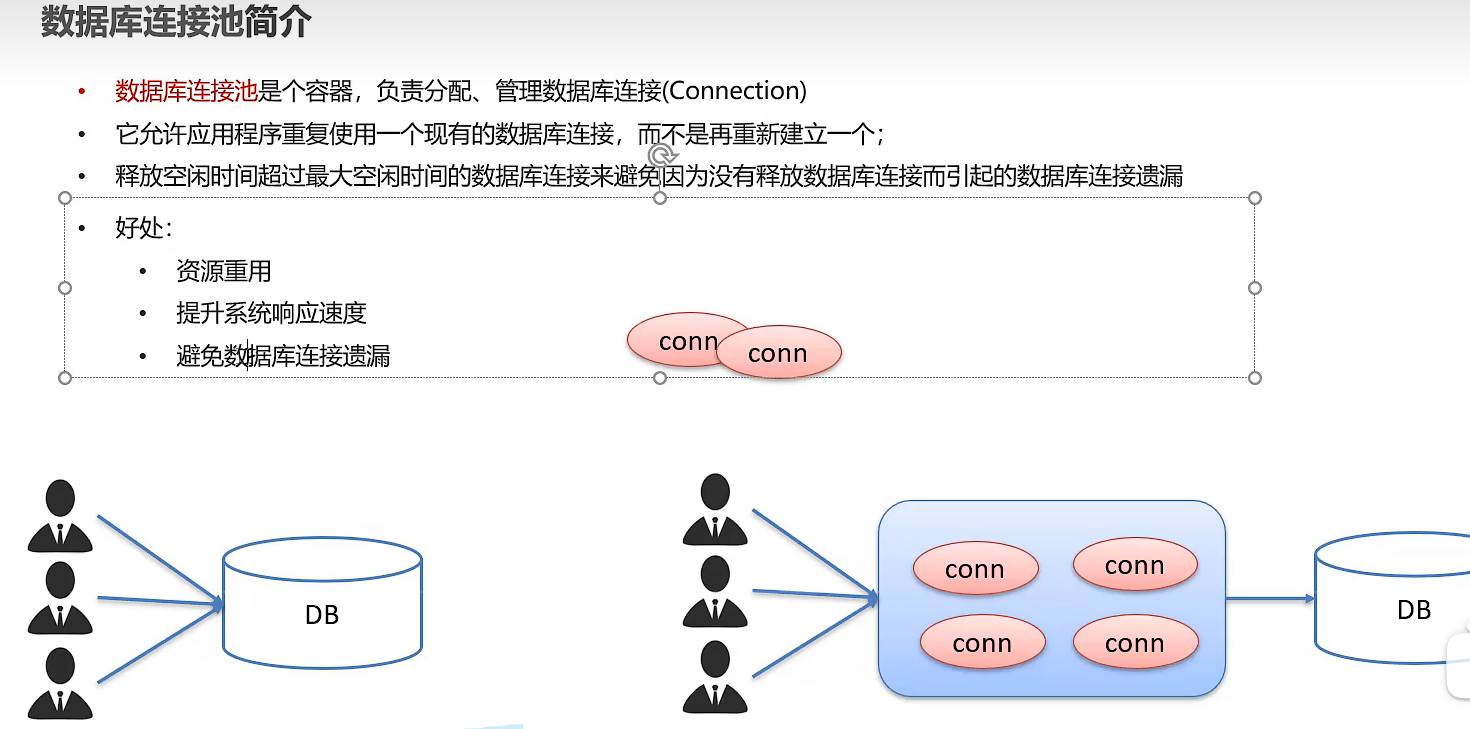 数据库连接池简介
数据库连接池是个容器，负责分配、管理数据库连接(Connection)
它允许应用程序重复使用一个现有的数据库连接，而不是再重新建立一个；
释放空闲时间超过最大空闲时间的数据库连接来避免因为没有释放数据库连接而引起的数据库连接遗漏
好处：
资源重用
提升系统响应速度
避免数据库连接遗漏
conn
conn
DB
conn
conn
conn
conn
DB